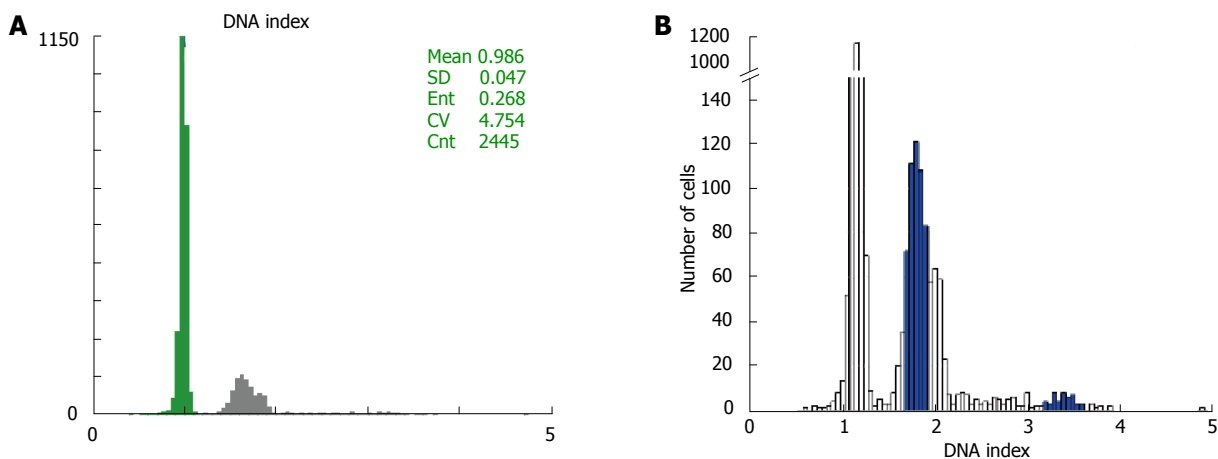 A
DNA index
1150
Mean 0.986
SD 0.047
Ent 0.268
CV 4.754
Cnt 2445
0
0 5
B
Number of cells
1200
1000
140
120
100
80
60
40
20
0
0 1 2 3 4 5
DNA index